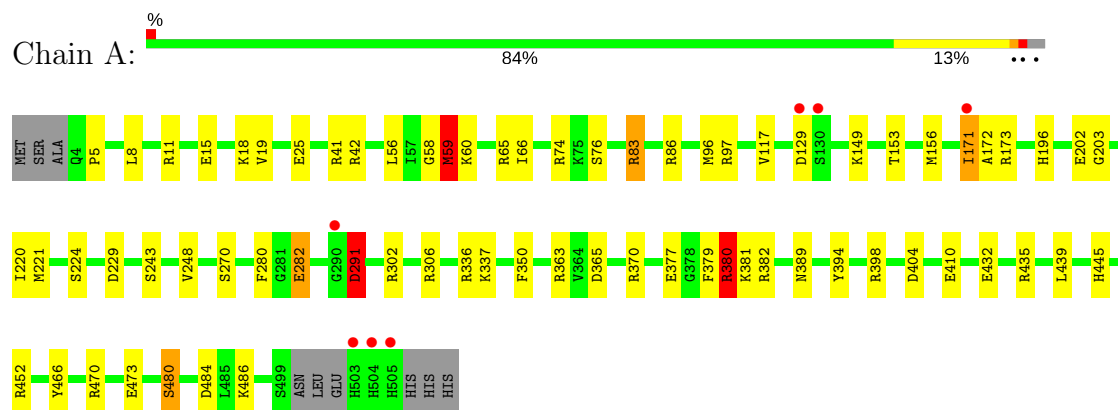 %
Chain A:
84% 13% •• •
MET SER ALA Q4 P5 L8 R11 E15 K18 V19 E25 R41 R42 L56 I57 G58 M59 K60 R65 I66 R74 K75 S76 R83 R86 M96 R97 V117 D129 S130 K149 T153 M156 I171 A172 R173 H196 E202 G203
I220 M221 S224 D229 S243 V248 S270 F280 G281 E282 G290 D291 R302 R306 R336 K337 F350 R363 V364 D365 R370 E377 G378 F379 R380 K381 R382 N389 Y394 R398 D404 E410 E432 R435 L439 H445
R452 Y466 R470 E473 S480 D484 L485 K486 S499 ASN LEU GLU H503 H504 H505 HIS HIS HIS